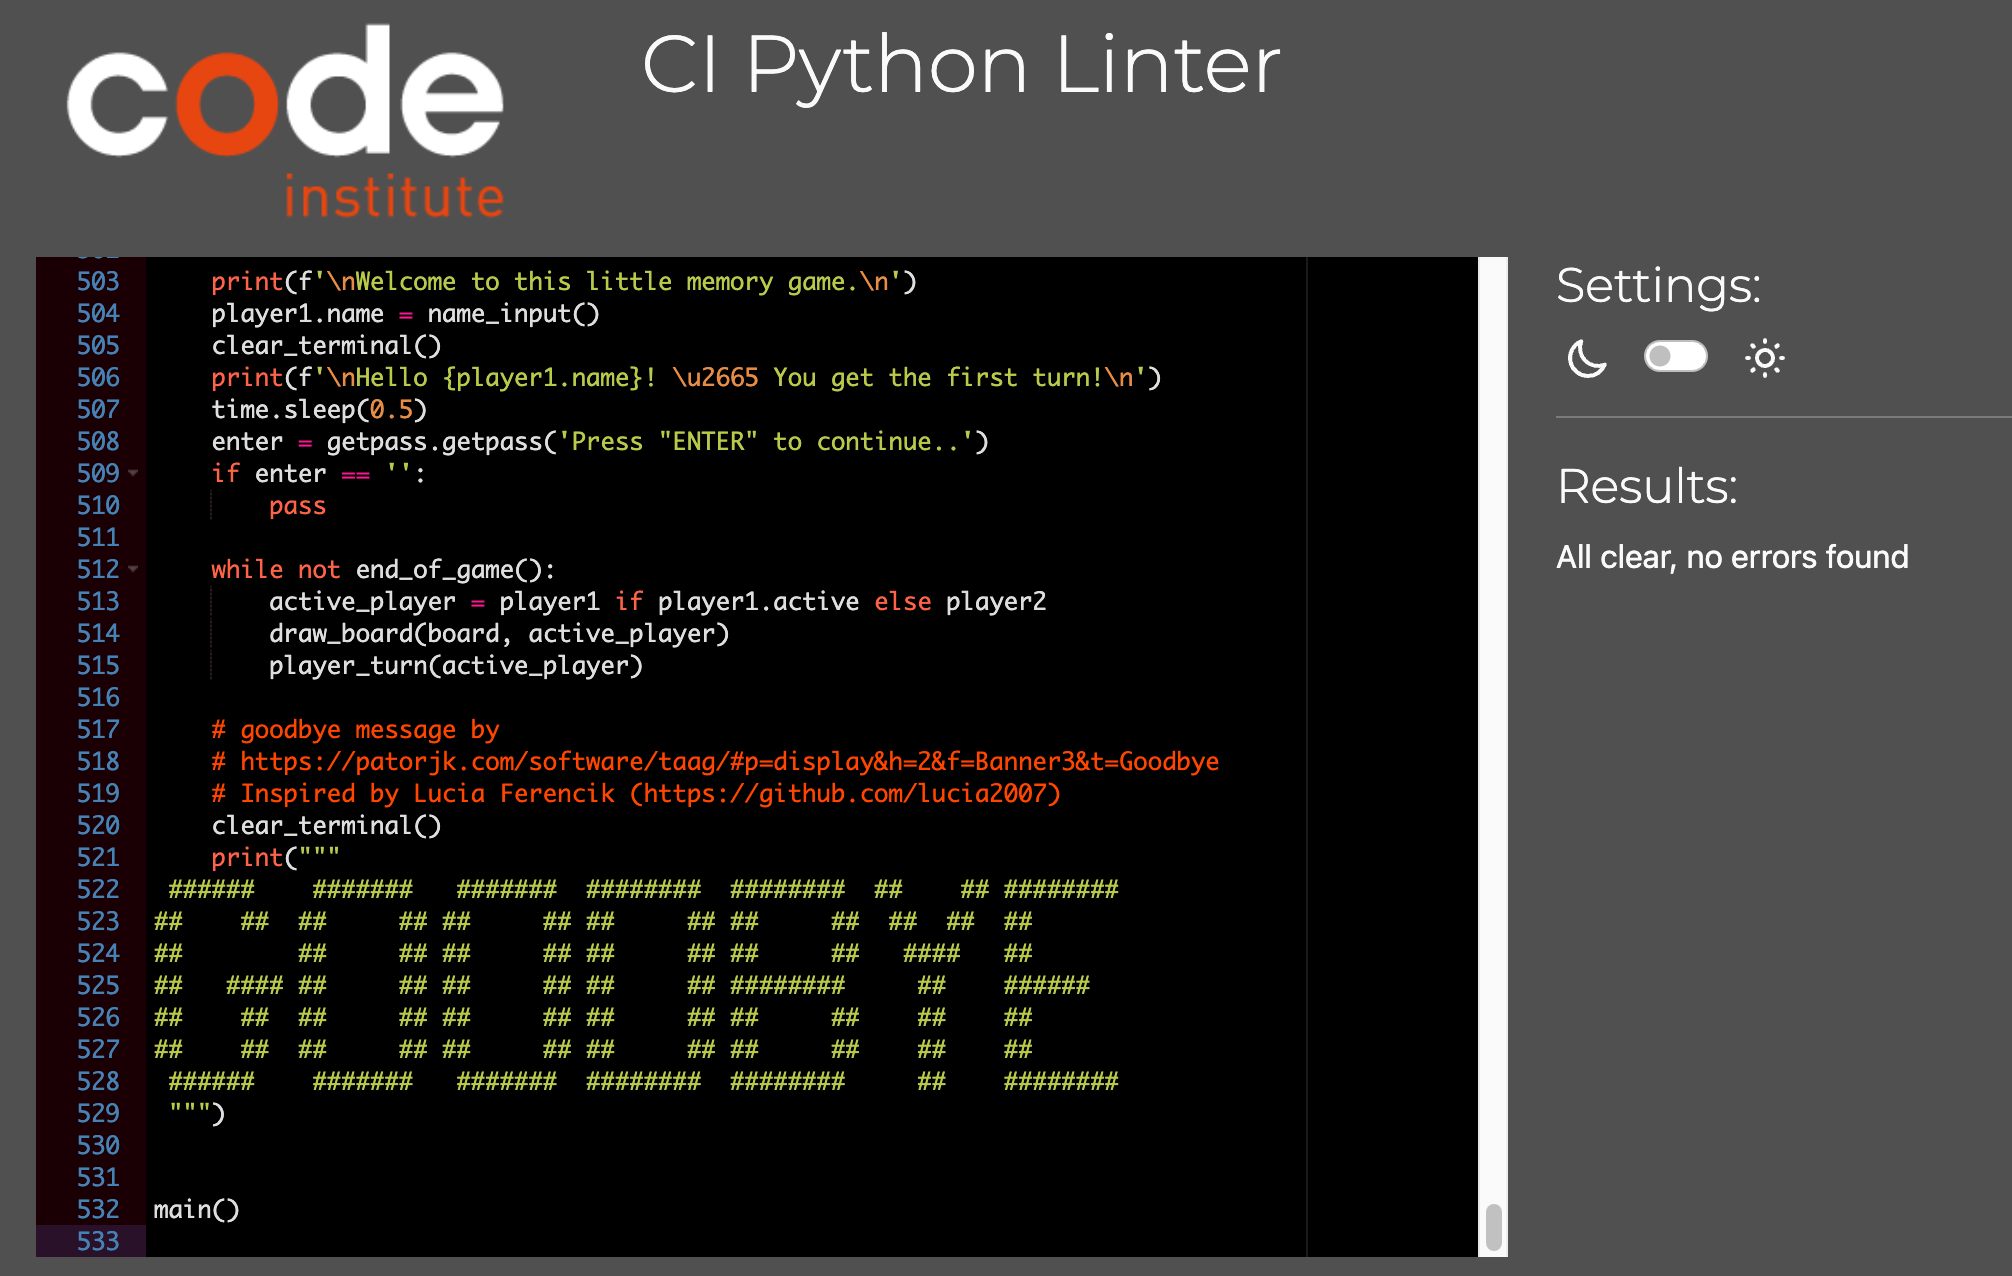 code
institute
CI Python Linter
503     print(f'\nWelcome to this little memory game.\n')
504     player1.name = name_input()
505     clear_terminal()
506     print(f'\nHello {player1.name}! \u2665 You get the first turn!\n')
507     time.sleep(0.5)
508     enter = getpass.getpass('Press "ENTER" to continue..')
509     if enter == '':
510         pass
511
512     while not end_of_game():
513         active_player = player1 if player1.active else player2
514         draw_board(board, active_player)
515         player_turn(active_player)
516
517     # goodbye message by
518     # https://patorjk.com/software/taag/#p=display&h=2&f=Banner3&t=Goodbye
519     # Inspired by Lucia Ferencik (https://github.com/lucia2007)
520     clear_terminal()
521     print("""
522  ######    #######   #######  ########  ########  ##    ## ########
523 ##    ##  ##     ## ##     ## ##     ## ##     ##  ##  ##  ##
524 ##        ##     ## ##     ## ##     ## ##     ##   ####   ##
525 ##   #### ##     ## ##     ## ##     ## ########     ##    ######
526 ##    ##  ##     ## ##     ## ##     ## ##     ##    ##    ##
527 ##    ##  ##     ## ##     ## ##     ## ##     ##    ##    ##
528  ######    #######   #######  ########  ########     ##    ########
529  """)
530
531
532 main()
533
Settings:
Results:
All clear, no errors found